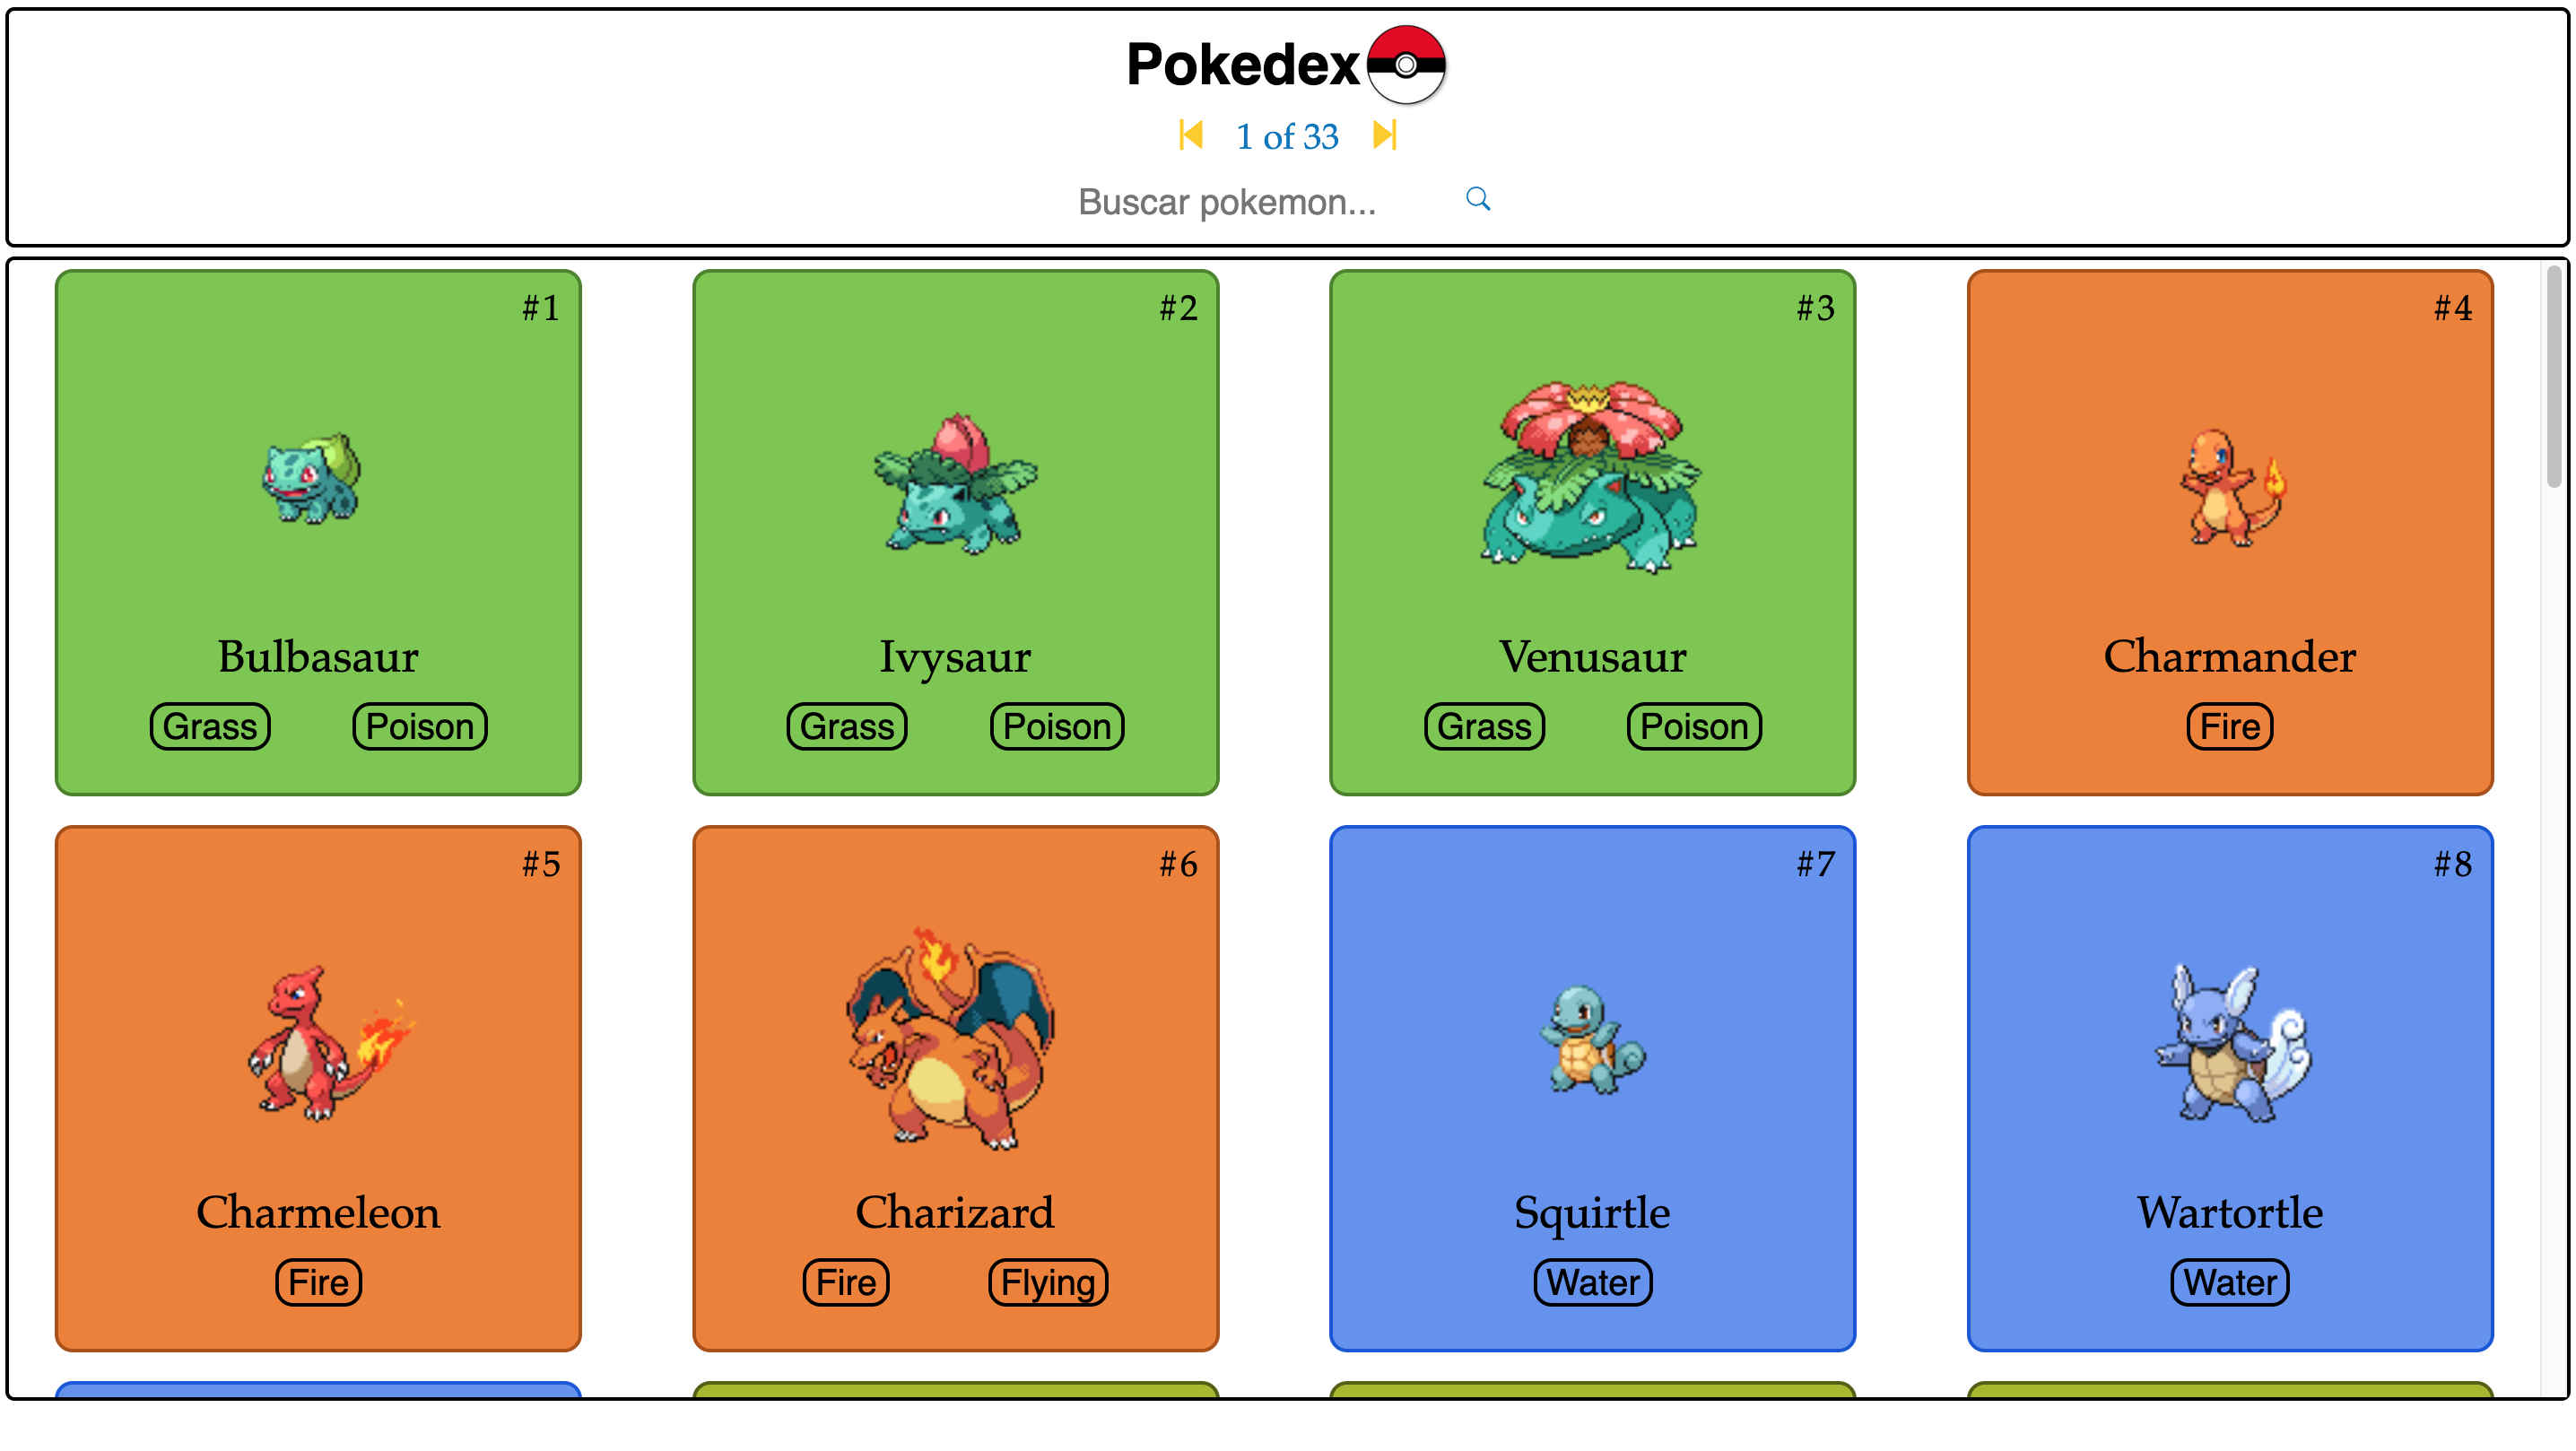 Pokedex
1 of 33
Buscar pokemon...
#1
Bulbasaur
Grass Poison
#2
Ivysaur
Grass Poison
#3
Venusaur
Grass Poison
#4
Charmander
Fire
#5
Charmeleon
Fire
#6
Charizard
Fire Flying
#7
Squirtle
Water
#8
Wartortle
Water